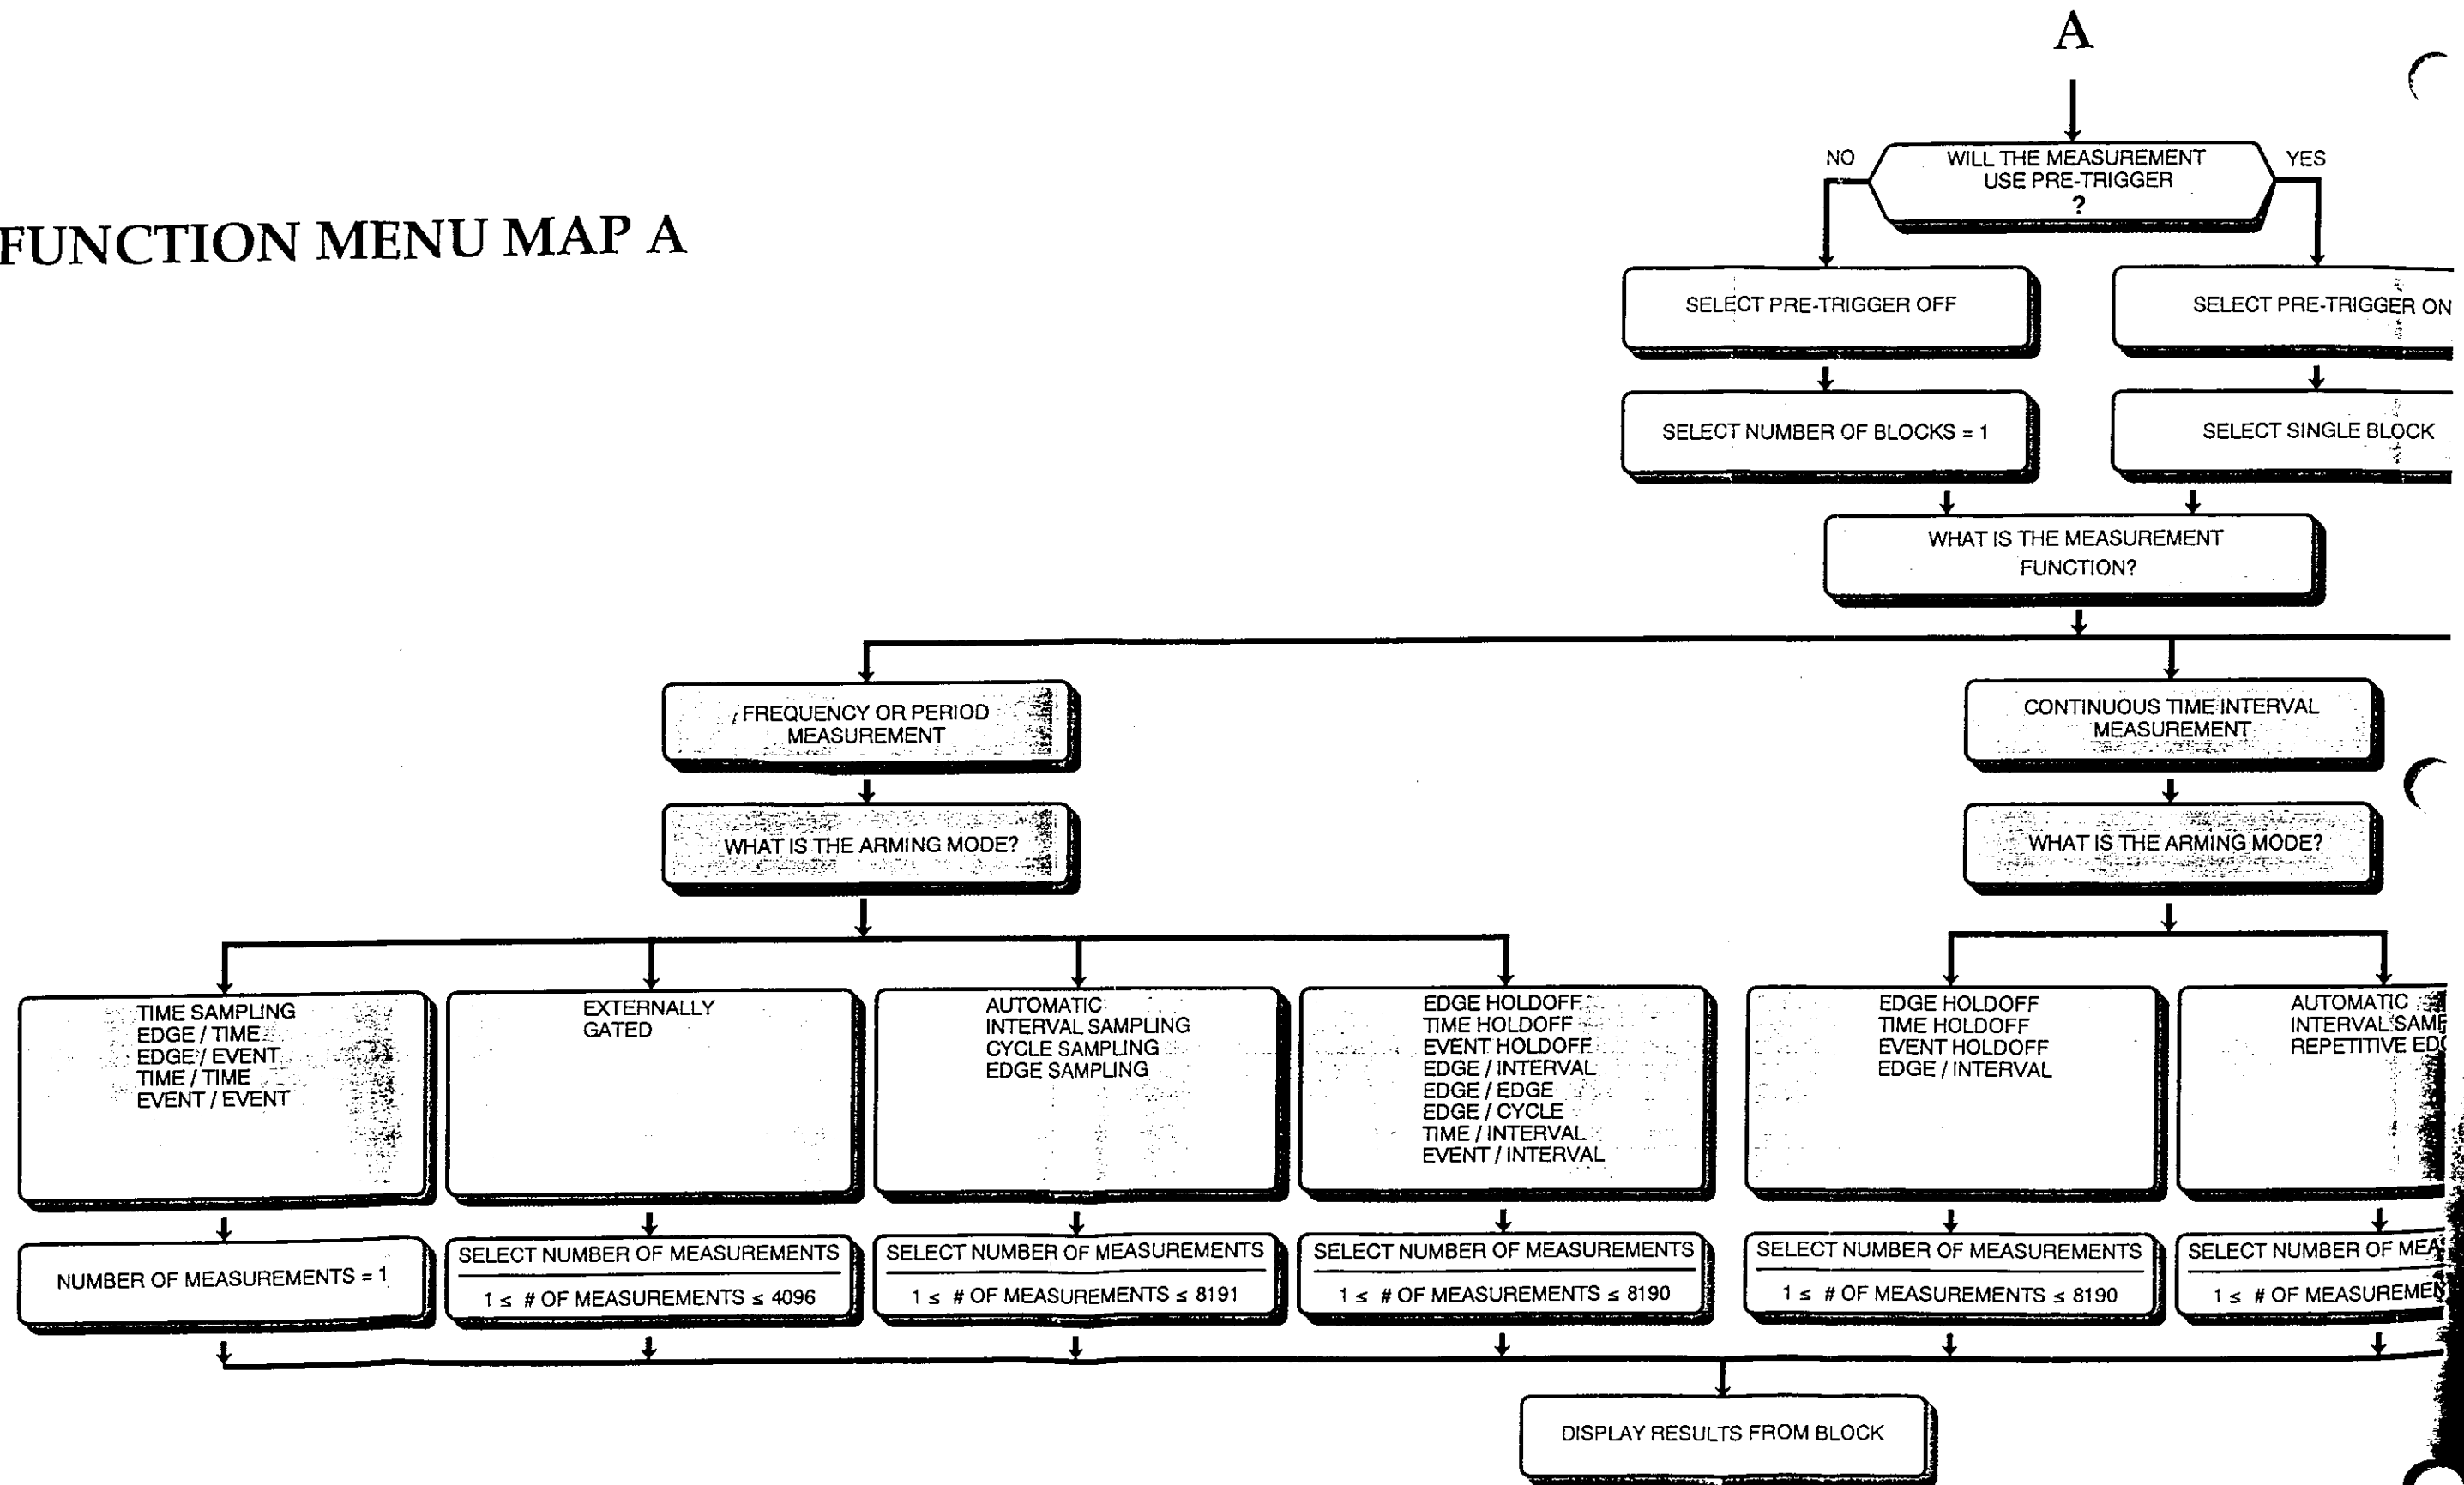 A
FUNCTION MENU MAP A
NO
WILL THE MEASUREMENT
USE PRE-TRIGGER
?
YES
SELECT PRE-TRIGGER OFF
SELECT PRE-TRIGGER ON
SELECT NUMBER OF BLOCKS = 1
SELECT SINGLE BLOCK
WHAT IS THE MEASUREMENT
FUNCTION?
FREQUENCY OR PERIOD
MEASUREMENT
CONTINUOUS TIME INTERVAL
MEASUREMENT
WHAT IS THE ARMING MODE?
WHAT IS THE ARMING MODE?
TIME SAMPLING
EDGE / TIME
EDGE / EVENT
TIME / TIME
EVENT / EVENT
EXTERNALLY
GATED
AUTOMATIC
INTERVAL SAMPLING
CYCLE SAMPLING
EDGE SAMPLING
EDGE HOLDOFF
TIME HOLDOFF
EVENT HOLDOFF
EDGE / INTERVAL
EDGE / EDGE
EDGE / CYCLE
TIME / INTERVAL
EVENT / INTERVAL
EDGE HOLDOFF
TIME HOLDOFF
EVENT HOLDOFF
EDGE / INTERVAL
AUTOMATIC
INTERVAL
REPETITIVE
NUMBER OF MEASUREMENTS = 1
SELECT NUMBER OF MEASUREMENTS
1 ≤ # OF MEASUREMENTS ≤ 4096
SELECT NUMBER OF MEASUREMENTS
1 ≤ # OF MEASUREMENTS ≤ 8191
SELECT NUMBER OF MEASUREMENTS
1 ≤ # OF MEASUREMENTS ≤ 8190
SELECT NUMBER OF MEASUREMENTS
1 ≤ # OF MEASUREMENTS ≤ 8190
SELECT NUMBER OF
1 ≤ # OF
DISPLAY RESULTS FROM BLOCK